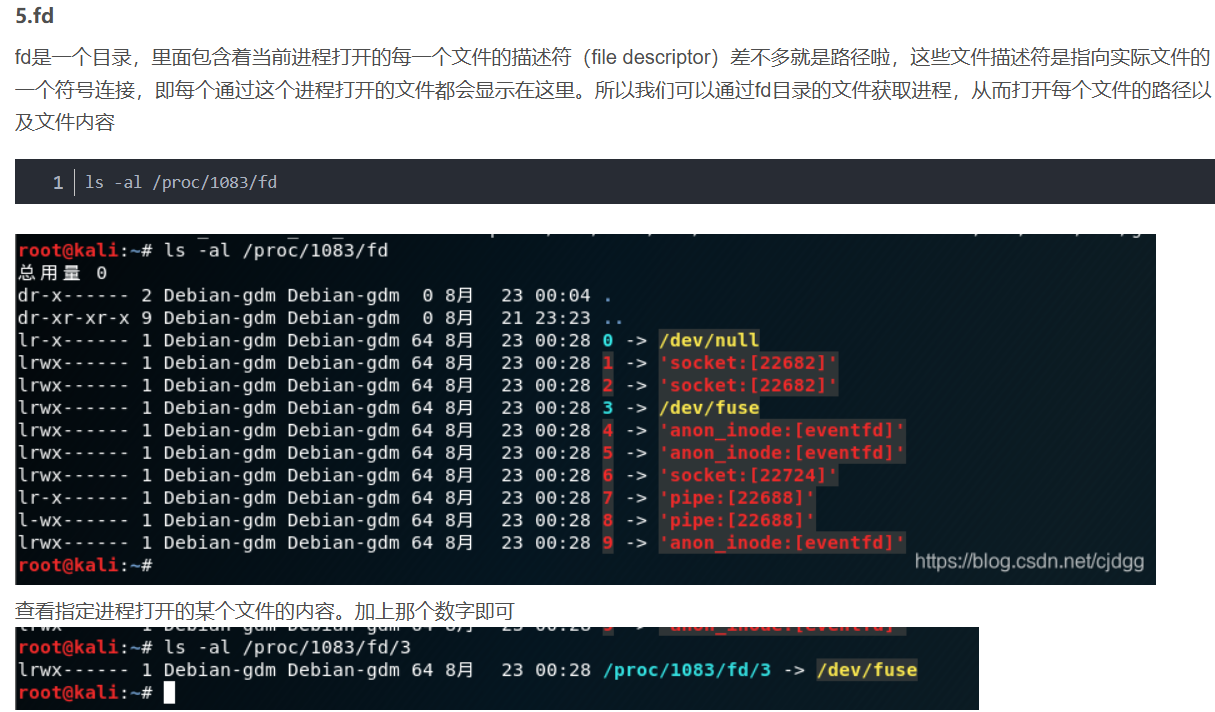 5.fd
fd是一个目录，里面包含着当前进程打开的每一个文件的描述符（file descriptor）差不多就是路径啦，这些文件描述符是指向实际文件的
一个符号连接，即每个通过这个进程打开的文件都会显示在这里。所以我们可以通过fd目录的文件获取进程，从而打开每个文件的路径以
及文件内容
1 ls -al /proc/1083/fd
root@kali:~# ls -al /proc/1083/fd
总用量 0
dr-x------ 2 Debian-gdm Debian-gdm  0 8月  23 00:04 .
dr-xr-xr-x 9 Debian-gdm Debian-gdm  0 8月  21 23:23 ..
lr-x------ 1 Debian-gdm Debian-gdm 64 8月  23 00:28 0 -> /dev/null
lrwx------ 1 Debian-gdm Debian-gdm 64 8月  23 00:28 1 -> 'socket:[22682]'
lrwx------ 1 Debian-gdm Debian-gdm 64 8月  23 00:28 2 -> 'socket:[22682]'
lrwx------ 1 Debian-gdm Debian-gdm 64 8月  23 00:28 3 -> /dev/fuse
lrwx------ 1 Debian-gdm Debian-gdm 64 8月  23 00:28 4 -> 'anon_inode:[eventfd]'
lrwx------ 1 Debian-gdm Debian-gdm 64 8月  23 00:28 5 -> 'anon_inode:[eventfd]'
lrwx------ 1 Debian-gdm Debian-gdm 64 8月  23 00:28 6 -> 'socket:[22724]'
lr-x------ 1 Debian-gdm Debian-gdm 64 8月  23 00:28 7 -> 'pipe:[22688]'
l-wx------ 1 Debian-gdm Debian-gdm 64 8月  23 00:28 8 -> 'pipe:[22688]'
lrwx------ 1 Debian-gdm Debian-gdm 64 8月  23 00:28 9 -> 'anon_inode:[eventfd]'
root@kali:~#
https://blog.csdn.net/cjdgg
查看指定进程打开的某个文件的内容。加上那个数字即可
root@kali:~# ls -al /proc/1083/fd/3
lrwx------ 1 Debian-gdm Debian-gdm 64 8月  23 00:28 /proc/1083/fd/3 -> /dev/fuse
root@kali:~#